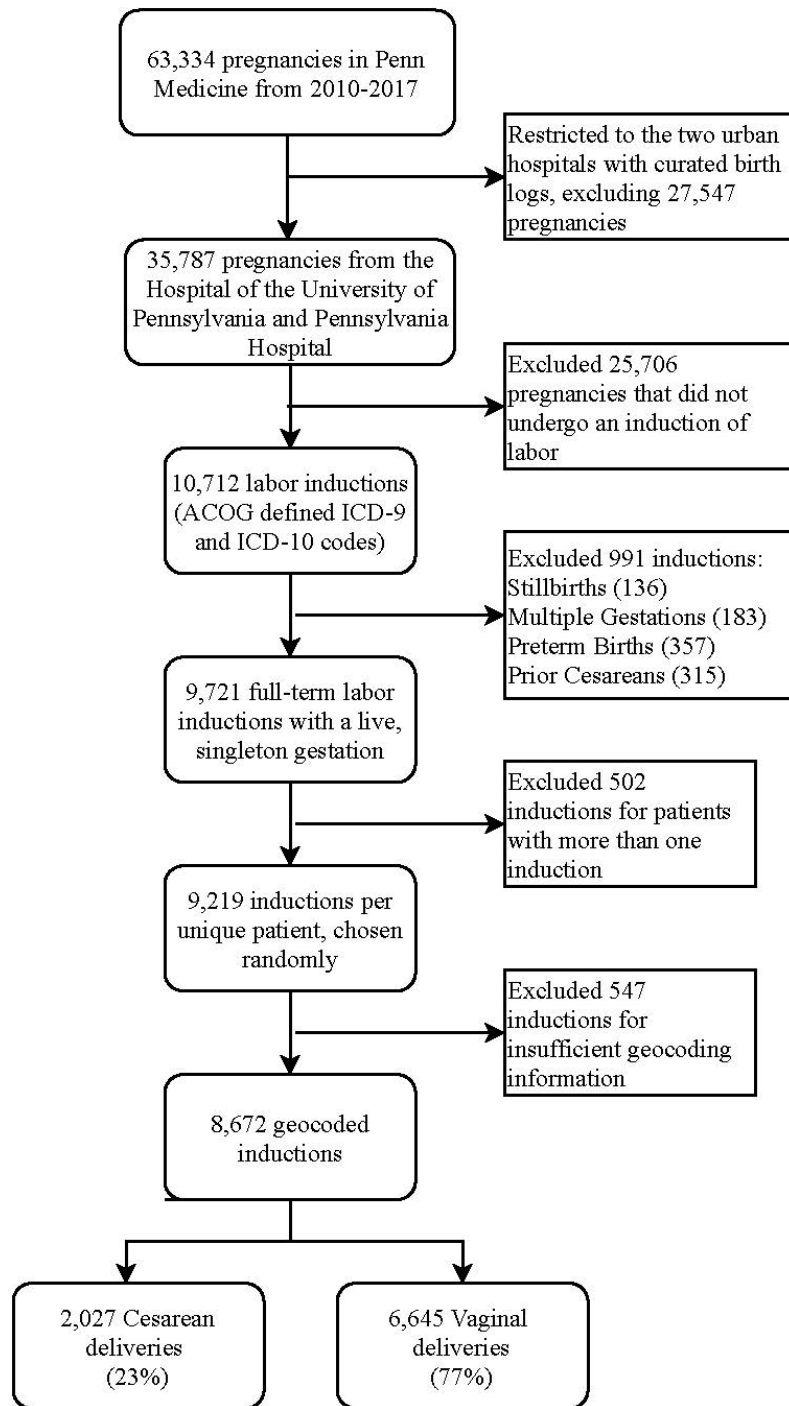 63,334 pregnancies in Penn
Medicine from 2010-2017
Restricted to the two urban
hospitals with curated birth
logs, excluding 27,547
pregnancies
35,787 pregnancies from the
Hospital of the University of
Pennsylvania and Pennsylvania
Hospital
Excluded 25,706
pregnancies that did not
undergo an induction of
labor
10,712 labor inductions
(ACOG defined ICD-9
and ICD-10 codes)
Excluded 991 inductions:
Stillbirths (136)
Multiple Gestations (183)
Preterm Births (357)
Prior Cesareans (315)
9,721 full-term labor
inductions with a live,
singleton gestation
Excluded 502
inductions for patients
with more than one
induction
9,219 inductions per
unique patient, chosen
randomly
Excluded 547
inductions for
insufficient geocoding
information
8,672 geocoded
inductions
2,027 Cesarean
deliveries
(23%)
6,645 Vaginal
deliveries
(77%)